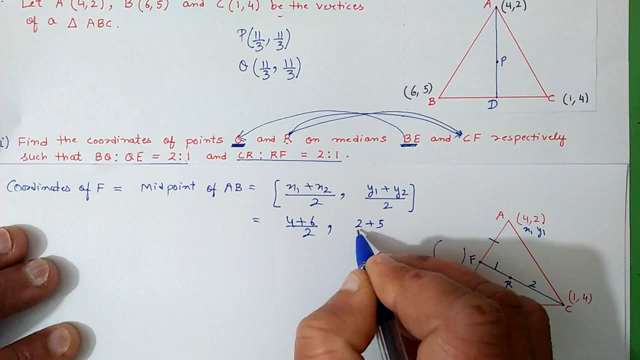 Let A (4,2), B (6,5) and C (1,4) be the vertices
of a Δ ABC.
P(11/3, 11/3)
Q(11/3, 11/3)
A (4,2)
P
(6,5) B
D
C (1,4)
i) Find the coordinates of points Q and R on medians BE and CF respectively
such that BQ:QE = 2:1 and CR:RF = 2:1.
Coordinates of F = Midpoint of AB = [x₁+x₂/2, y₁+y₂/2]
= 4+6/2, 2+5
A (4,2)
x₁ y₁
( ) F
1
R
2
(1,4)
C